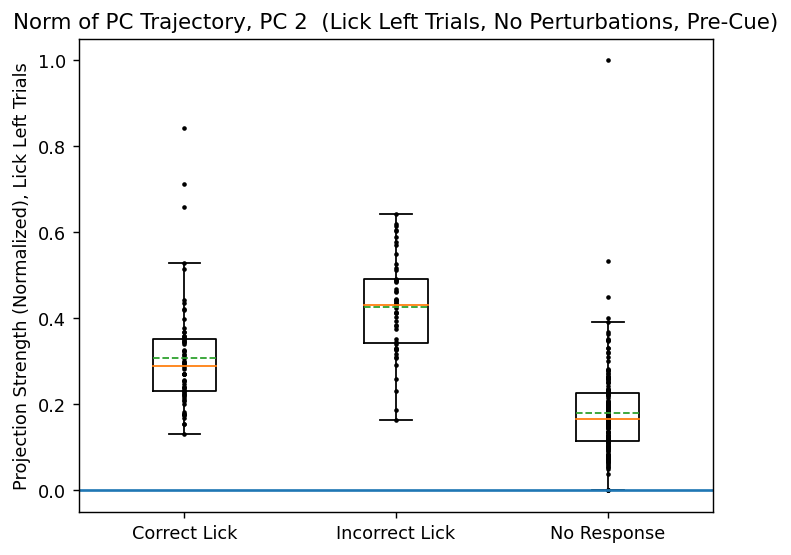 Norm of PC Trajectory, PC 2  (Lick Left Trials, No Perturbations, Pre-Cue)
Projection Strength (Normalized), Lick Left Trials
1.0
0.8
0.6
0.4
0.2
0.0
Correct Lick
Incorrect Lick
No Response